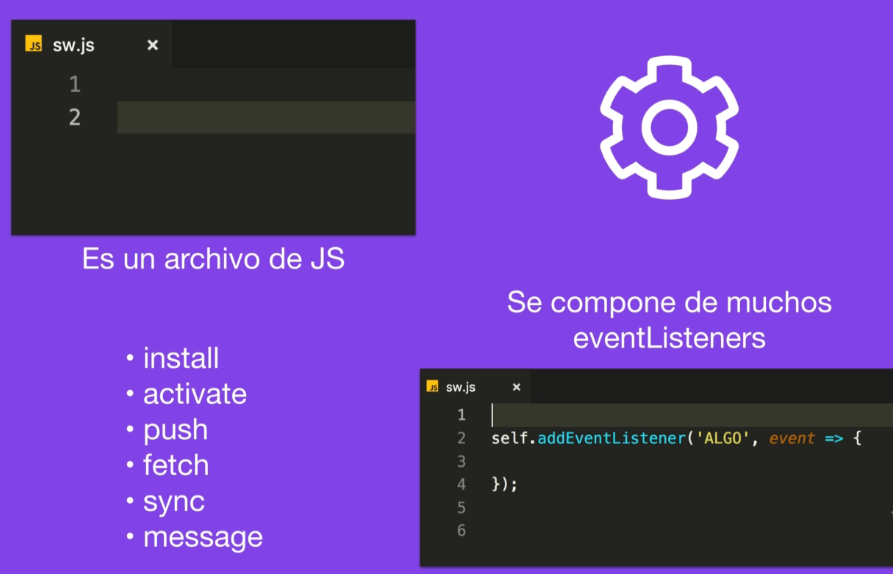 JS sw.js ×
1
2
Es un archivo de JS
• install
• activate
• push
• fetch
• sync
• message
Se compone de muchos
eventListeners
JS sw.js ×
1
2 self.addEventListener('ALGO', event => {
3
4 });
5
6